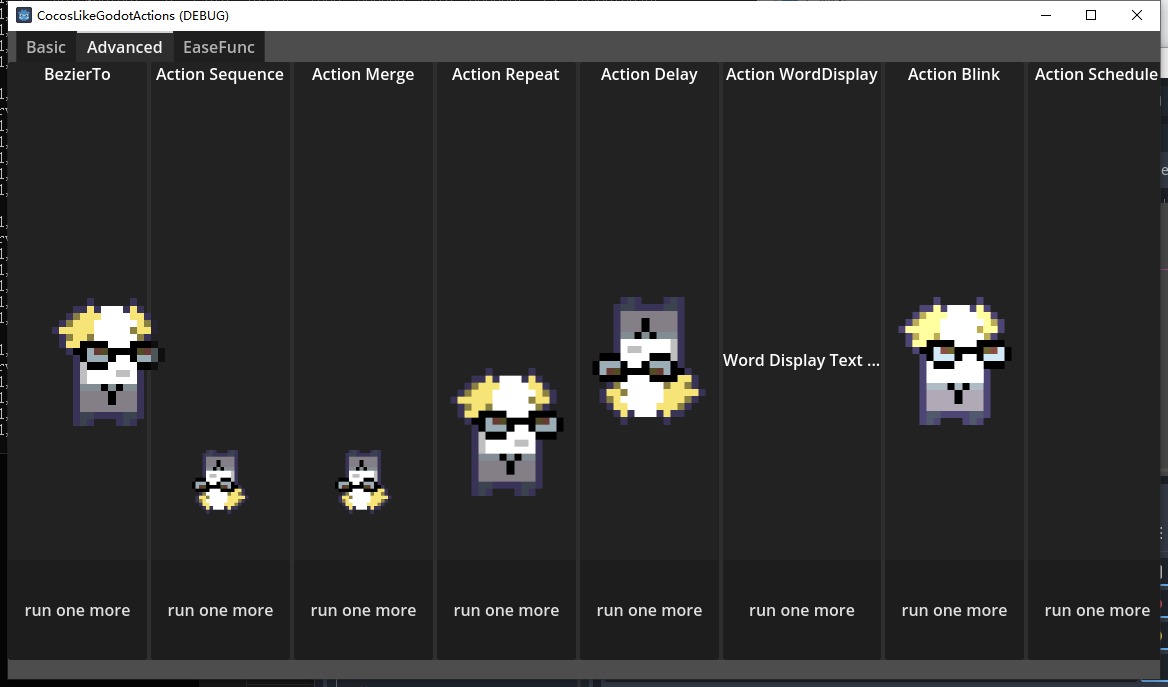 CocosLikeGodotActions (DEBUG)
Basic Advanced EaseFunc
BezierTo Action Sequence Action Merge Action Repeat Action Delay Action WordDisplay Action Blink Action Schedule
Word Display Text ...
run one more run one more run one more run one more run one more run one more run one more run one more